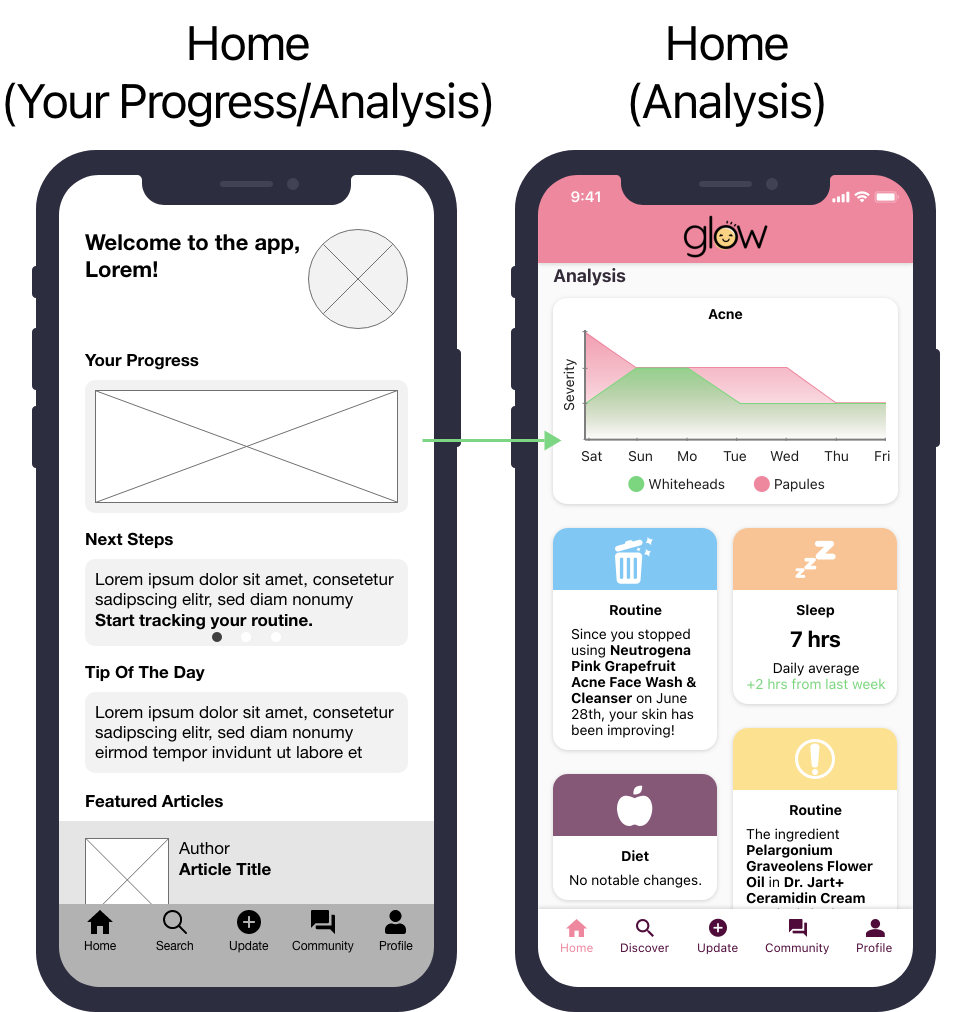 Home
(Your Progress/Analysis)
Welcome to the app,
Lorem!
Your Progress
Next Steps
Lorem ipsum dolor sit amet, consetetur
sadipscing elitr, sed diam nonumy
Start tracking your routine.
Tip Of The Day
Lorem ipsum dolor sit amet, consetetur
sadipscing elitr, sed diam nonumy
eirmod tempor invidunt ut labore et
Featured Articles
Author
Article Title
Home Search Update Community Profile
Home
(Analysis)
9:41
glow
Analysis
Acne
Severity
Sat Sun Mo Tue Wed Thu Fri
Whiteheads Papules
Routine
Since you stopped
using Neutrogena
Pink Grapefruit
Acne Face Wash &
Cleanser on June
28th, your skin has
been improving!
Sleep
7 hrs
Daily average
+2 hrs from last week
Diet
No notable changes.
Routine
The ingredient
Pelargonium
Graveolens Flower
Oil in Dr. Jart+
Ceramidin Cream
Home Discover Update Community Profile